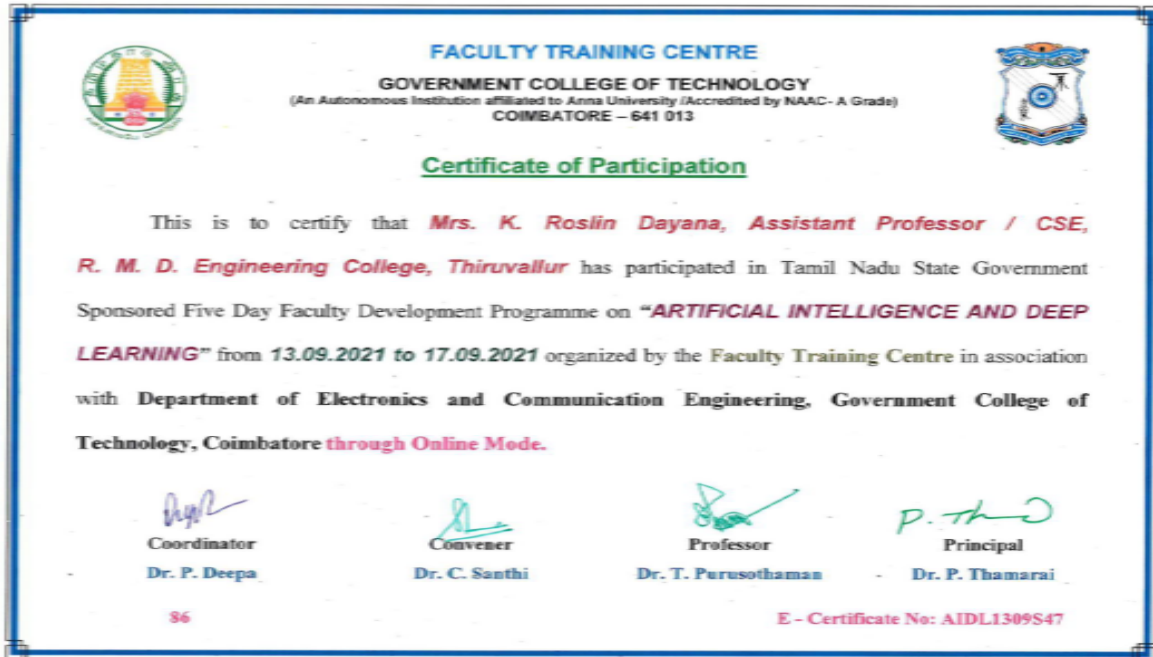 FACULTY TRAINING CENTRE
GOVERNMENT COLLEGE OF TECHNOLOGY
(An Autonomous Institution affiliated to Anna University /Accredited by NAAC- A Grade)
COIMBATORE – 641 013
Certificate of Participation
This is to certify that Mrs. K. Roslin Dayana, Assistant Professor / CSE,
R. M. D. Engineering College, Thiruvallur has participated in Tamil Nadu State Government
Sponsored Five Day Faculty Development Programme on “ARTIFICIAL INTELLIGENCE AND DEEP
LEARNING” from 13.09.2021 to 17.09.2021 organized by the Faculty Training Centre in association
with Department of Electronics and Communication Engineering, Government College of
Technology, Coimbatore through Online Mode.
P. Th
Coordinator Convener Professor Principal
Dr. P. Deepa Dr. C. Santhi Dr. T. Purusothaman Dr. P. Thamarai
86 E - Certificate No: AIDL1309S47